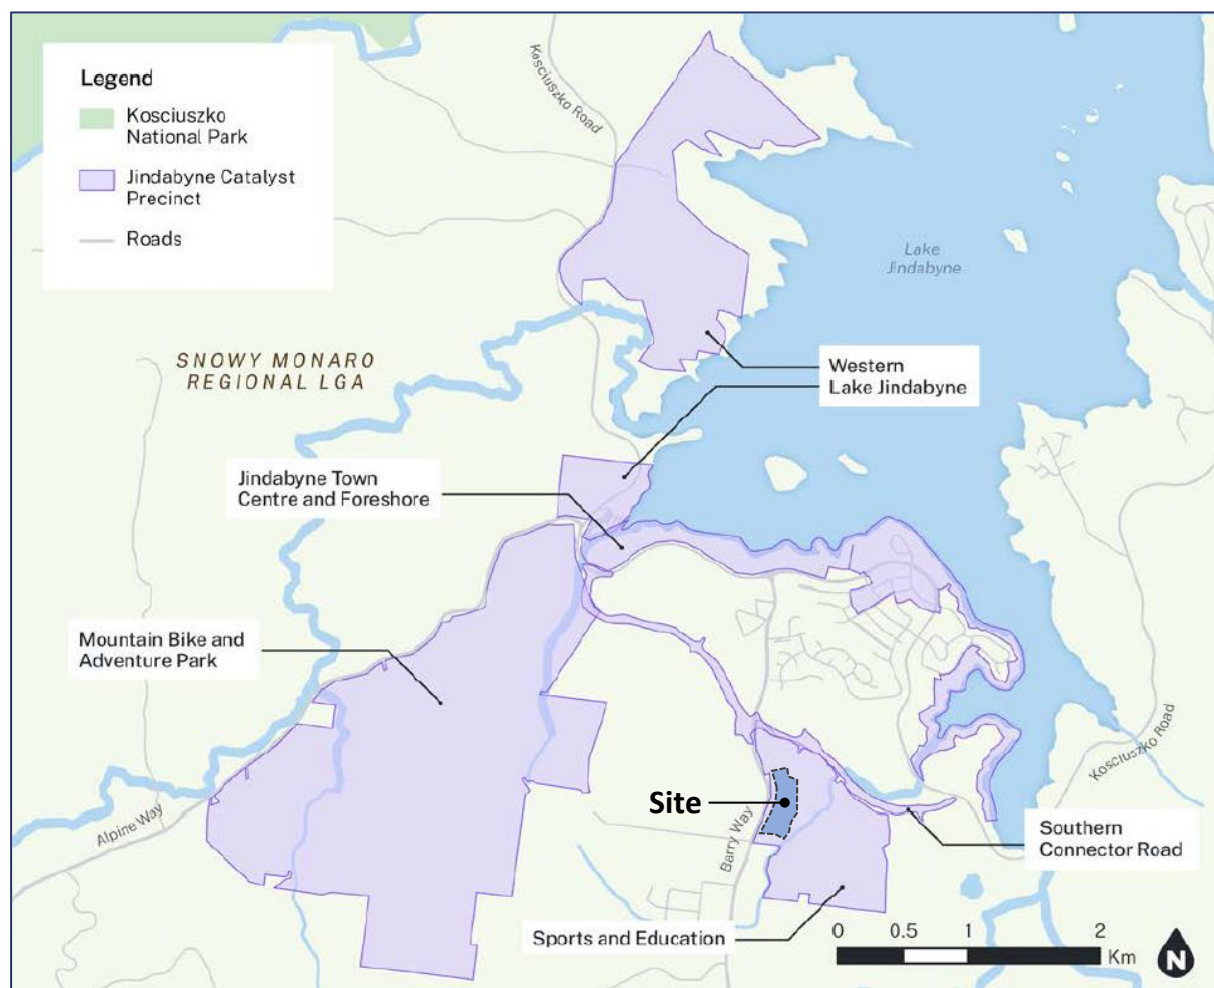 Legend
Kosciuszko
National Park
Jindabyne Catalyst
Precinct
Roads
Kosciuszko Road
Lake
Jindabyne
SNOWY MONARO
REGIONAL LGA
Western
Lake Jindabyne
Jindabyne Town
Centre and Foreshore
Mountain Bike and
Adventure Park
Kosciuszko Road
Site
Alpine Way
Barry Way
Southern
Connector Road
Sports and Education
0 0.5 1 2
Km
N